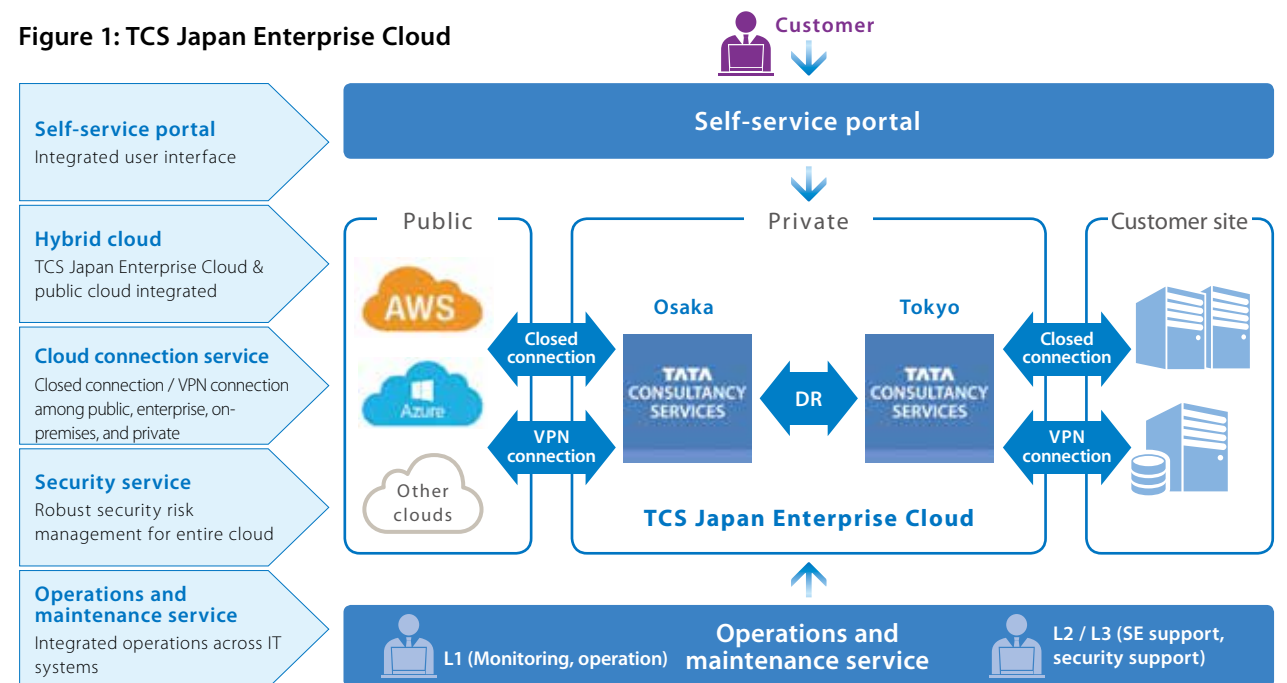 Figure 1: TCS Japan Enterprise Cloud
Customer
Self-service portal
Integrated user interface
Self-service portal
Hybrid cloud
TCS Japan Enterprise Cloud &
public cloud integrated
Cloud connection service
Closed connection / VPN connection
among public, enterprise, on-
premises, and private
Security service
Robust security risk
management for entire cloud
Operations and
maintenance service
Integrated operations across IT
systems
Public
AWS
Azure
Other
clouds
Closed
connection
VPN
connection
Private
Osaka
TATA
CONSULTANCY
SERVICES
DR
Tokyo
TATA
CONSULTANCY
SERVICES
TCS Japan Enterprise Cloud
Closed
connection
VPN
connection
Customer site
L1 (Monitoring, operation)
Operations and
maintenance service
L2 / L3 (SE support,
security support)